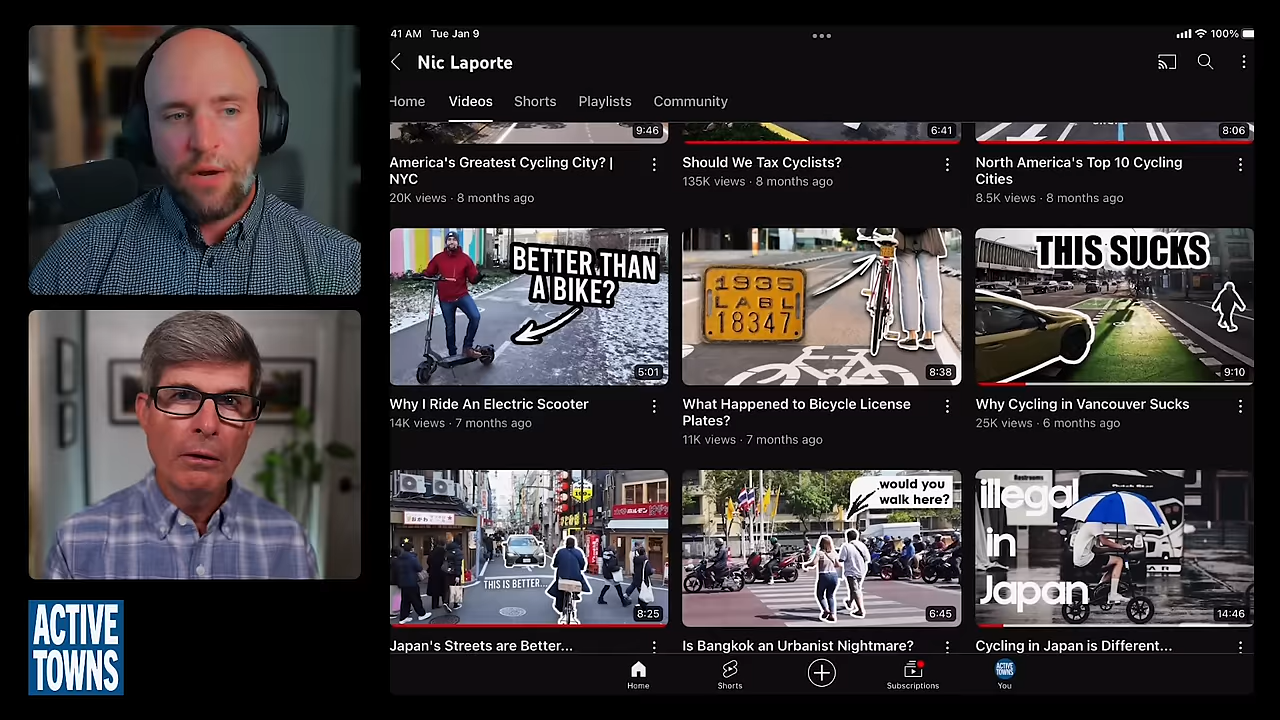 41 AM Tue Jan 9
100%
Nic Laporte
Home Videos Shorts Playlists Community
9:46
6:41
8:06
America's Greatest Cycling City? |
NYC
20K views · 8 months ago
Should We Tax Cyclists?
135K views · 8 months ago
North America's Top 10 Cycling
Cities
8.5K views · 8 months ago
BETTER THAN
A BIKE?
5:01
1935
LABL
18347
8:38
THIS SUCKS
9:10
Why I Ride An Electric Scooter
14K views · 7 months ago
What Happened to Bicycle License
Plates?
11K views · 7 months ago
Why Cycling in Vancouver Sucks
25K views · 6 months ago
THIS IS BETTER...
8:25
would you
walk here?
6:45
Restrooms
illegal
in
Japan
14:46
Japan's Streets are Better...
Is Bangkok an Urbanist Nightmare?
Cycling in Japan is Different...
Home
Shorts
Subscriptions
ACTIVE
TOWNS
You
ACTIVE
TOWNS